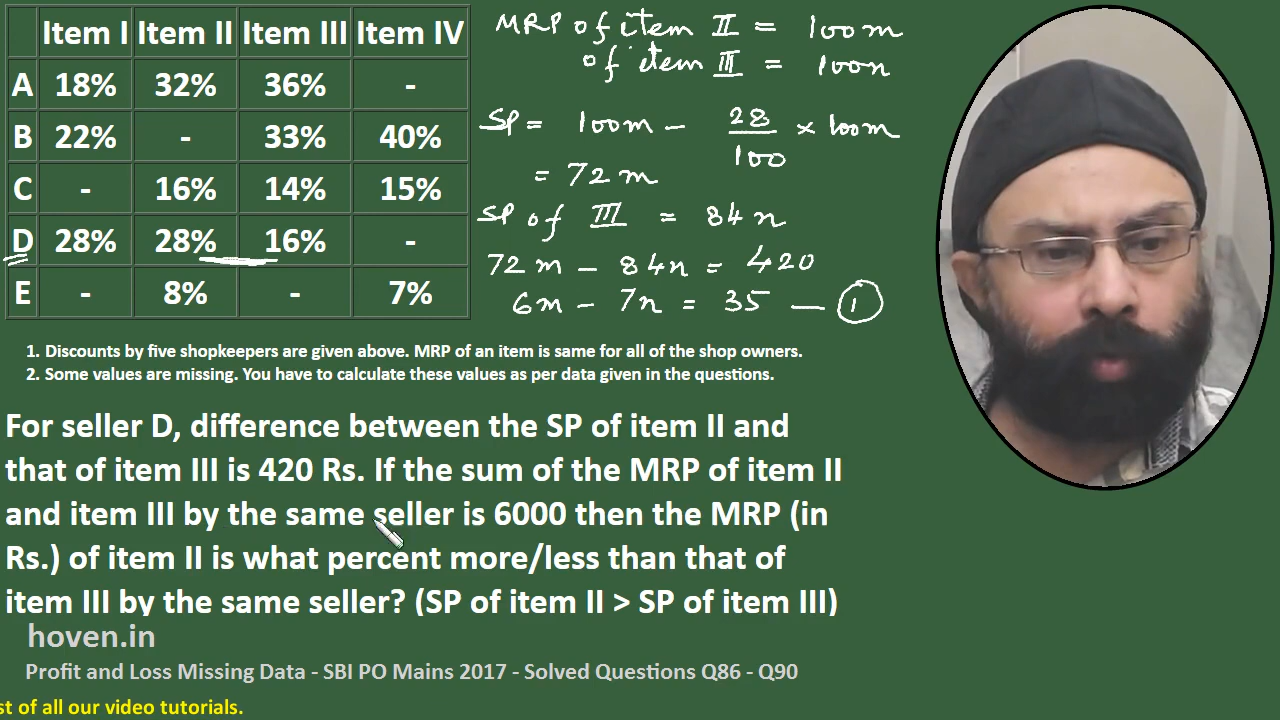 Item I Item II Item III Item IV
A 18% 32% 36% -
B 22% - 33% 40%
C - 16% 14% 15%
D 28% 28% 16% -
E - 8% - 7%
MRP of item II = 100m
of item III = 100n
SP = 100m - 28/100 × 100m
= 72m
SP of III = 84n
72m - 84n = 420
6m - 7n = 35 — 1
1. Discounts by five shopkeepers are given above. MRP of an item is same for all of the shop owners.
2. Some values are missing. You have to calculate these values as per data given in the questions.
For seller D, difference between the SP of item II and
that of item III is 420 Rs. If the sum of the MRP of item II
and item III by the same seller is 6000 then the MRP (in
Rs.) of item II is what percent more/less than that of
item III by the same seller? (SP of item II > SP of item III)
hoven.in
Profit and Loss Missing Data - SBI PO Mains 2017 - Solved Questions Q86 - Q90
st of all our video tutorials.